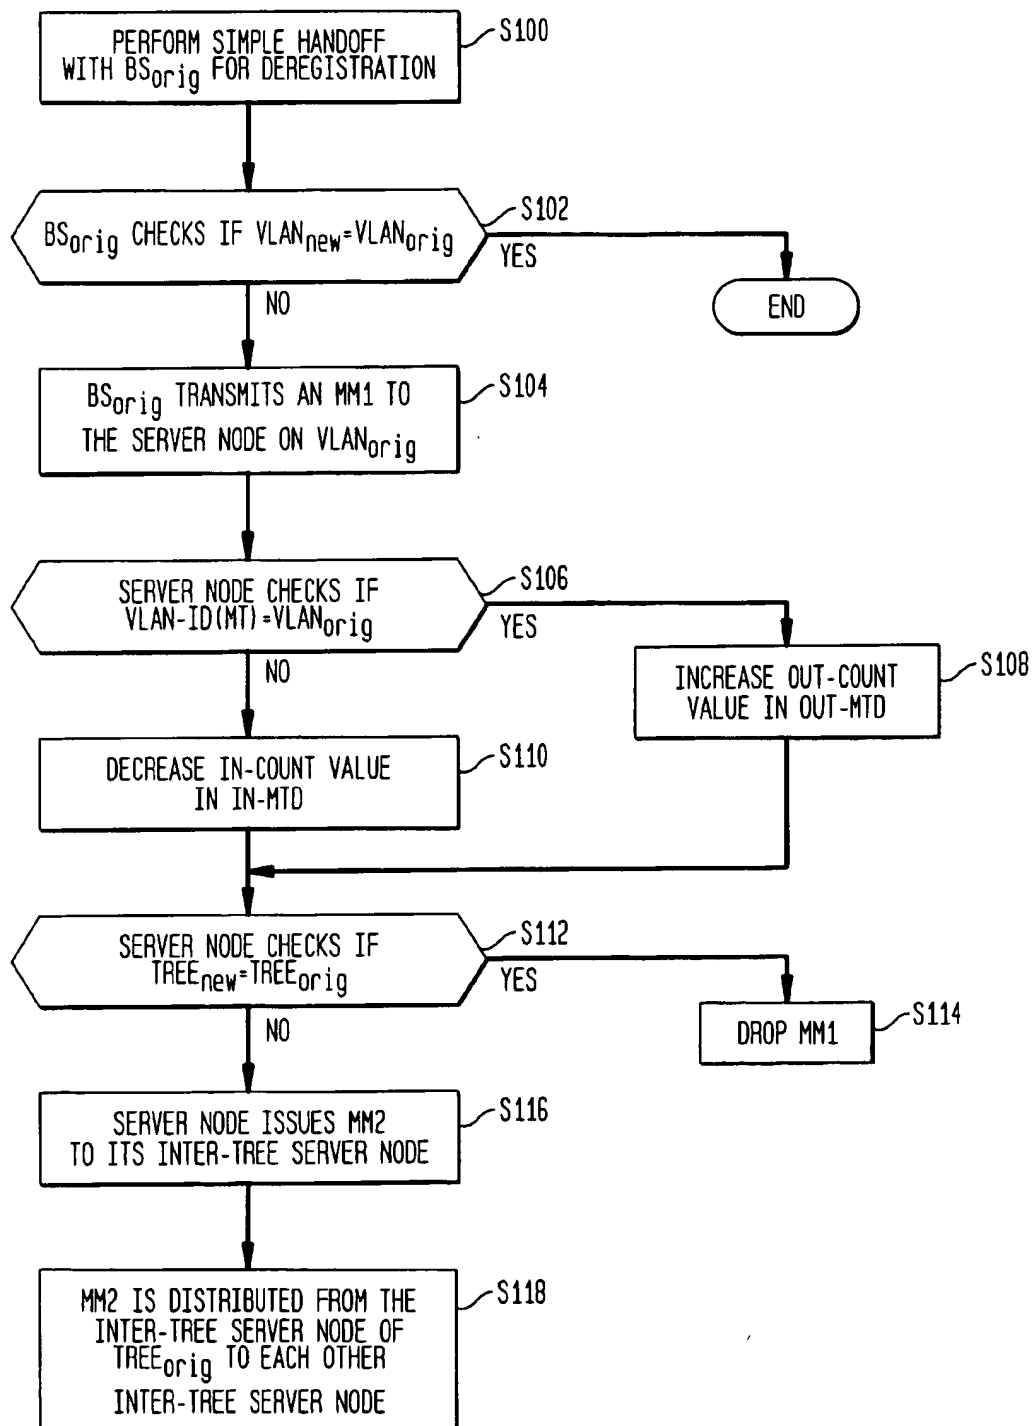 PERFORM SIMPLE HANDOFF
WITH BSorig FOR DEREGISTRATION
S100
BSorig CHECKS IF VLANnew=VLANorig
S102
YES
END
NO
BSorig TRANSMITS AN MM1 TO
THE SERVER NODE ON VLANorig
S104
SERVER NODE CHECKS IF
VLAN-ID(MT)=VLANorig
S106
YES
NO
INCREASE OUT-COUNT
VALUE IN OUT-MTD
S108
DECREASE IN-COUNT VALUE
IN IN-MTD
S110
SERVER NODE CHECKS IF
TREEnew=TREEorig
S112
YES
NO
DROP MM1
S114
SERVER NODE ISSUES MM2
TO ITS INTER-TREE SERVER NODE
S116
MM2 IS DISTRIBUTED FROM THE
INTER-TREE SERVER NODE OF
TREEorig TO EACH OTHER
INTER-TREE SERVER NODE
S118